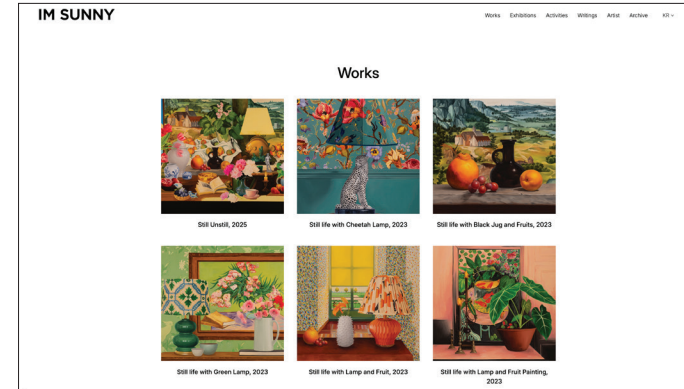 IM SUNNY
Works Exhibitions Activities Writings Artist Archive KR
Works
Still Unstill, 2025
Still life with Cheetah Lamp, 2023
Still life with Black Jug and Fruits, 2023
Still life with Green Lamp, 2023
Still life with Lamp and Fruit, 2023
Still life with Lamp and Fruit Painting,
2023